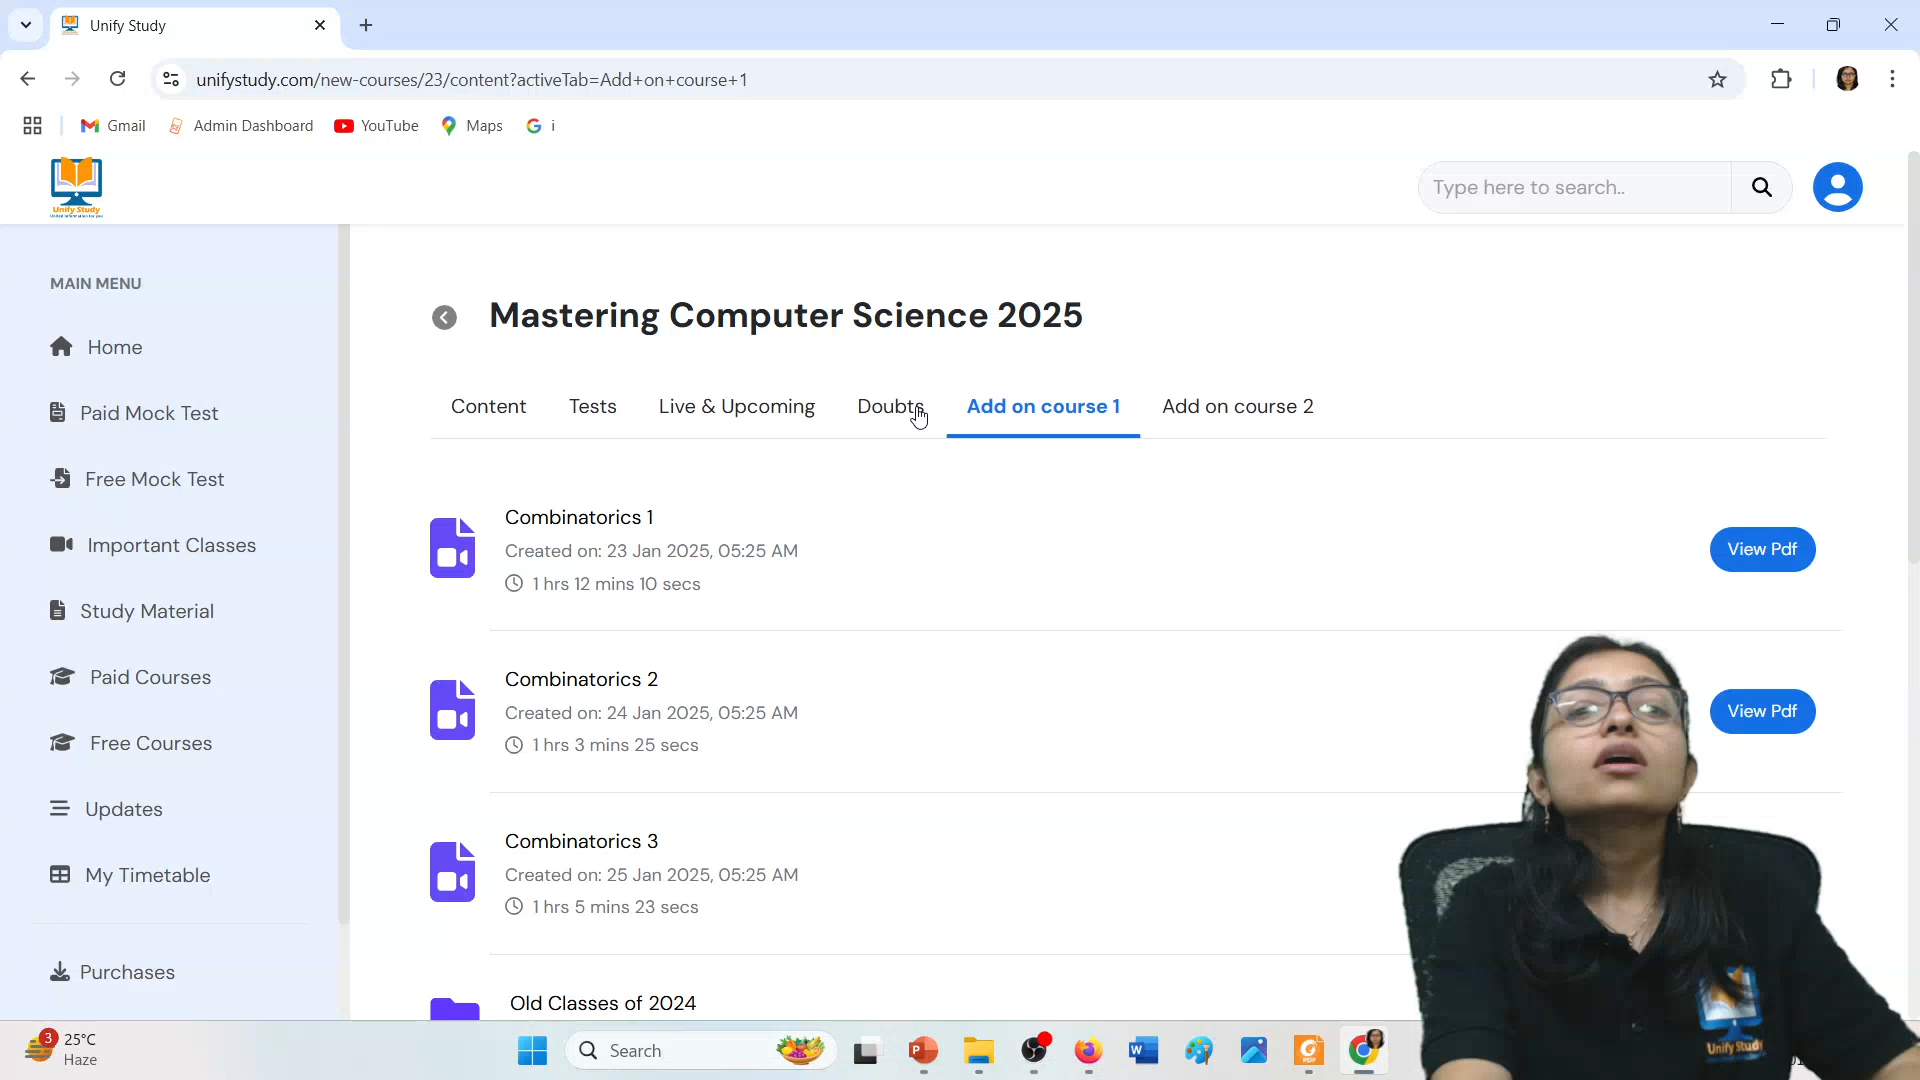 Unify Study
unifystudy.com/new-courses/23/content?activeTab=Add+on+course+1
Gmail
Admin Dashboard
YouTube
Maps
i
Unify Study
Type here to search..
MAIN MENU
Home
Paid Mock Test
Free Mock Test
Important Classes
Study Material
Paid Courses
Free Courses
Updates
My Timetable
Purchases
Mastering Computer Science 2025
Content
Tests
Live & Upcoming
Doubts
Add on course 1
Add on course 2
Combinatorics 1
Created on: 23 Jan 2025, 05:25 AM
1 hrs 12 mins 10 secs
View Pdf
Combinatorics 2
Created on: 24 Jan 2025, 05:25 AM
1 hrs 3 mins 25 secs
View Pdf
Combinatorics 3
Created on: 25 Jan 2025, 05:25 AM
1 hrs 5 mins 23 secs
Old Classes of 2024
Unify Study
3
25°C
Haze
Search